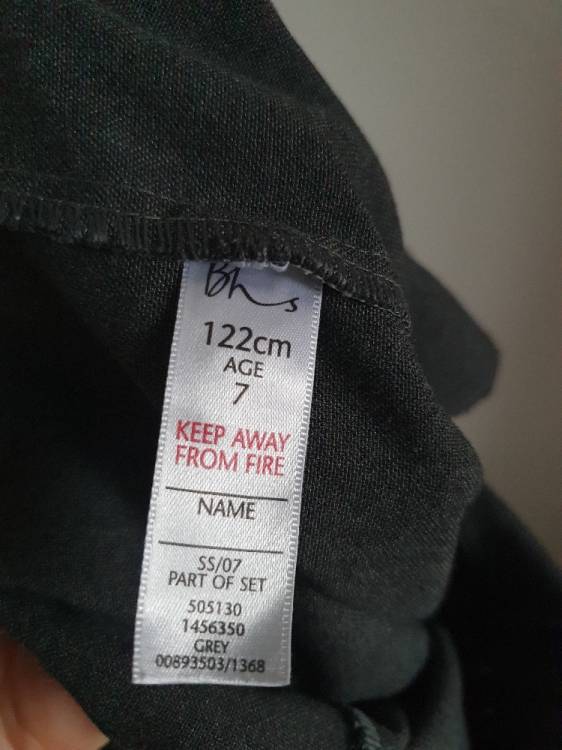 Bhs
122cm
AGE
7
KEEP AWAY
FROM FIRE
NAME
SS/07
PART OF SET
505130
1456350
GREY
00893503/1368